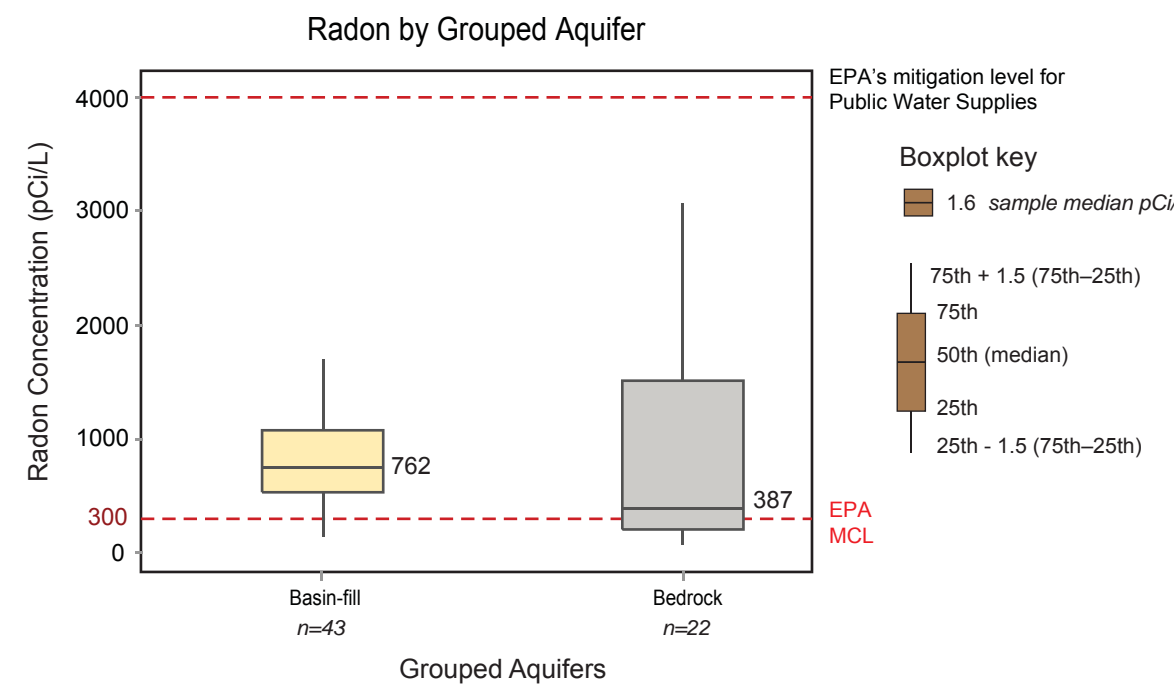 Radon by Grouped Aquifer
EPA's mitigation level for
Public Water Supplies
Radon Concentration (pCi/L)
4000
3000
2000
1000
300
0
762
387
EPA
MCL
Basin-fill
n=43
Bedrock
n=22
Grouped Aquifers
Boxplot key
1.6 sample median pCi/
75th + 1.5 (75th–25th)
75th
50th (median)
25th
25th - 1.5 (75th–25th)